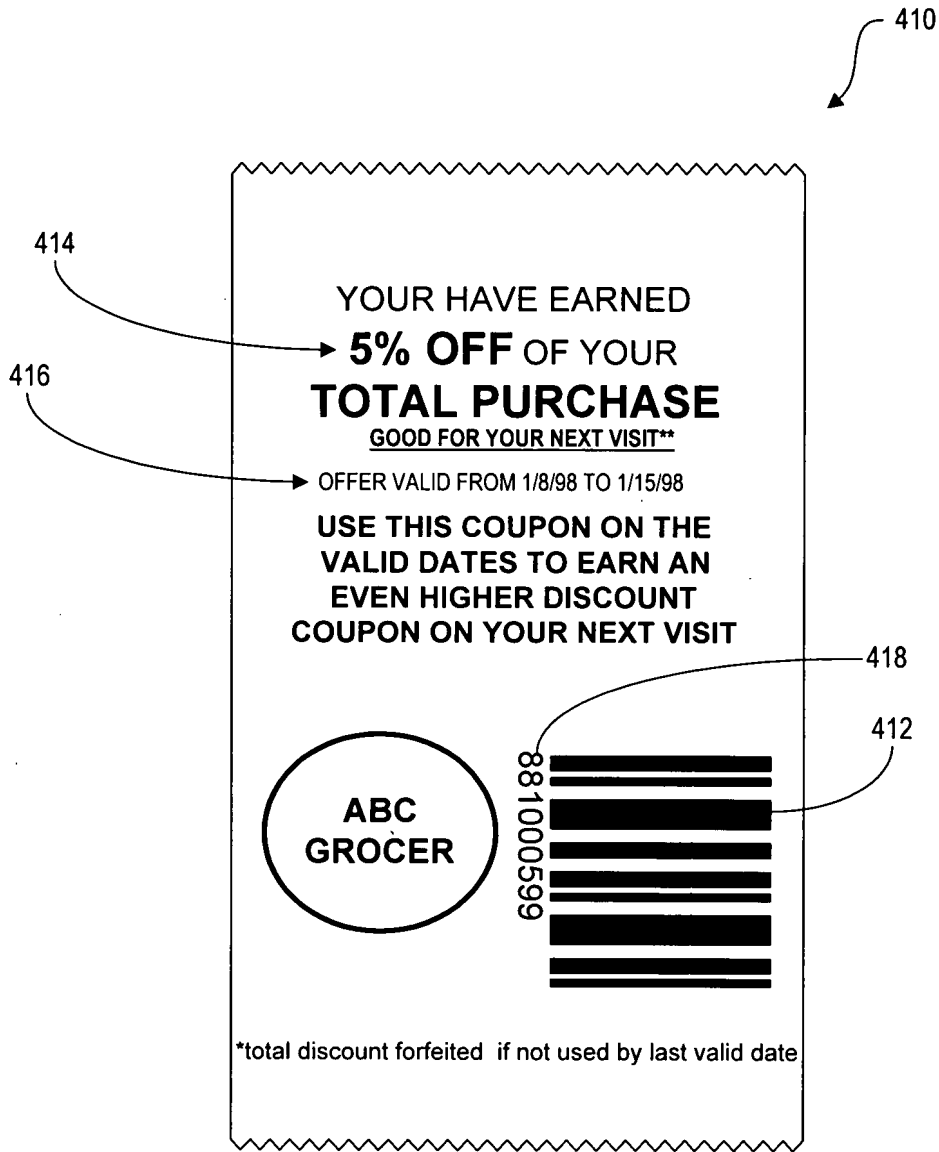 410
414
YOUR HAVE EARNED
5% OFF OF YOUR
416
TOTAL PURCHASE
GOOD FOR YOUR NEXT VISIT**
OFFER VALID FROM 1/8/98 TO 1/15/98
USE THIS COUPON ON THE
VALID DATES TO EARN AN
EVEN HIGHER DISCOUNT
COUPON ON YOUR NEXT VISIT
418
412
ABC
GROCER
881000599
*total discount forfeited if not used by last valid date